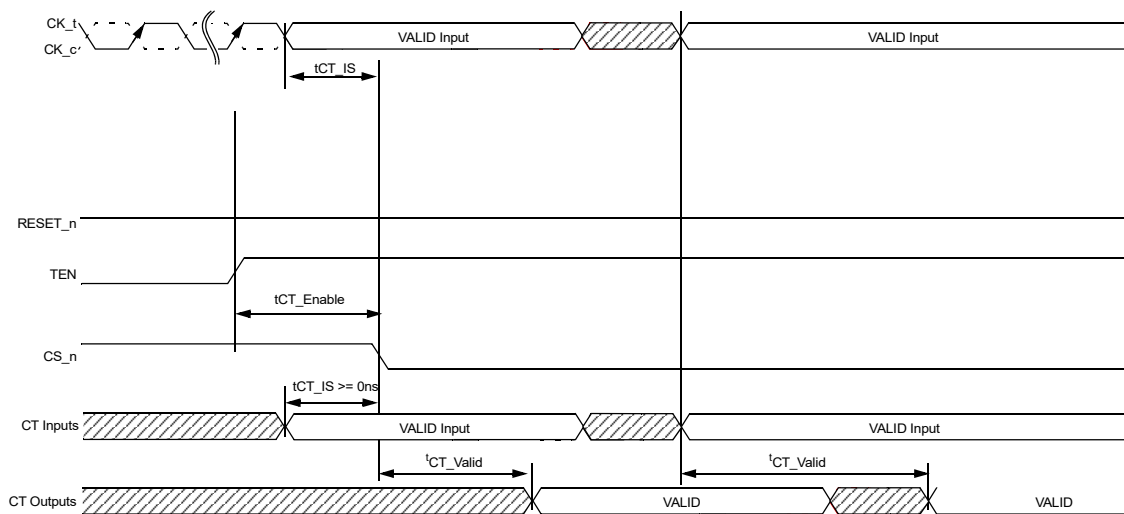 CK_t
CK_c
VALID Input
VALID Input
tCT_IS
RESET_n
TEN
tCT_Enable
CS_n
tCT_IS >= 0ns
CT Inputs
VALID Input
VALID Input
tCT_Valid
tCT_Valid
CT Outputs
VALID
VALID